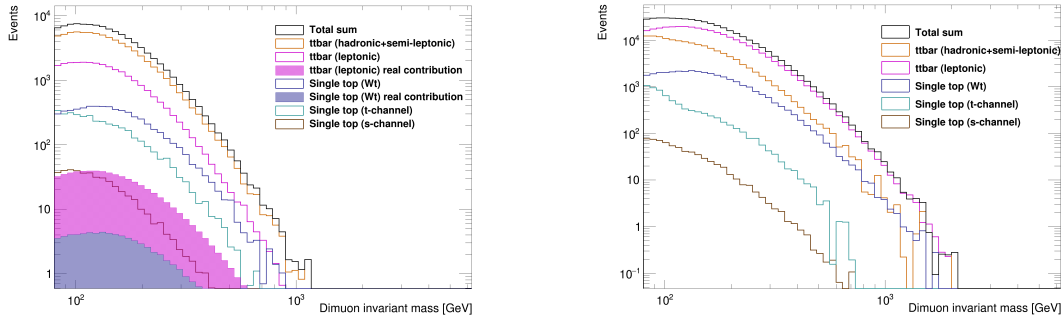 Events
10⁴
10³
10²
10
1
Total sum
ttbar (hadronic+semi-leptonic)
ttbar (leptonic)
ttbar (leptonic) real contribution
Single top (Wt)
Single top (Wt) real contribution
Single top (t-channel)
Single top (s-channel)
10²
10³
Dimuon invariant mass [GeV]
Events
10⁴
10³
10²
10
1
10⁻¹
Total sum
ttbar (hadronic+semi-leptonic)
ttbar (leptonic)
Single top (Wt)
Single top (t-channel)
Single top (s-channel)
10²
10³
Dimuon invariant mass [GeV]